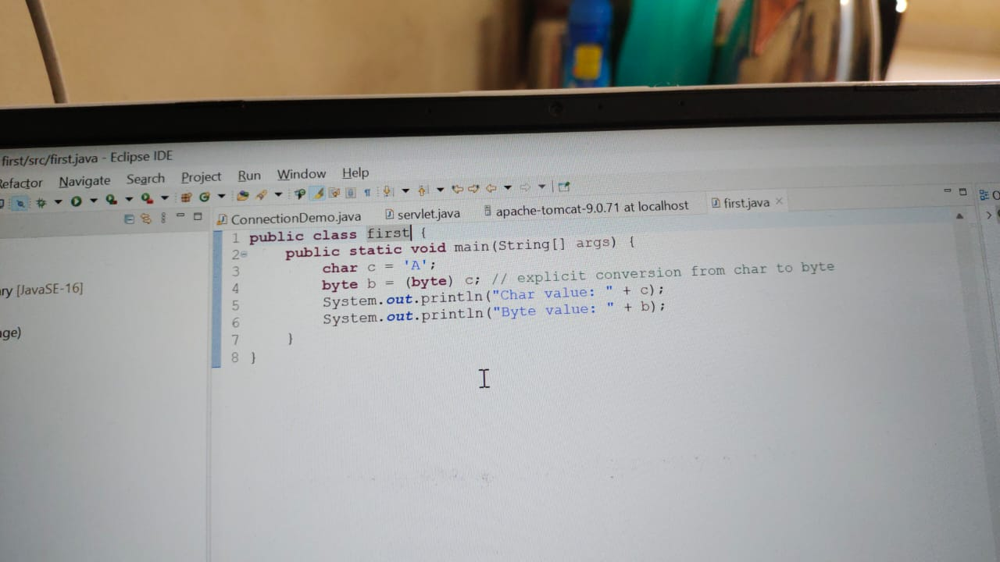 first/src/first.java - Eclipse IDE
Refactor Navigate Search Project Run Window Help
ConnectionDemo.java servlet.java apache-tomcat-9.0.71 at localhost first.java
1 public class first {
2 public static void main(String[] args) {
3 char c = 'A';
4 byte b = (byte) c; // explicit conversion from char to byte
5 System.out.println("Char value: " + c);
6 System.out.println("Byte value: " + b);
7 }
8 }
ry [JavaSE-16]
ge)